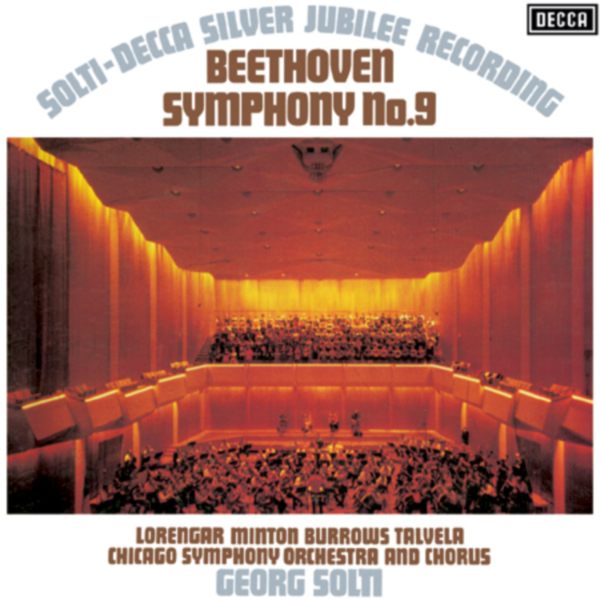 DECCA
SOLTI-DECCA SILVER JUBILEE RECORDING
BEETHOVEN
SYMPHONY No.9
LORENGAR MINTON BURROWS TALVELA
CHICAGO SYMPHONY ORCHESTRA AND CHORUS
GEORG SOLTI